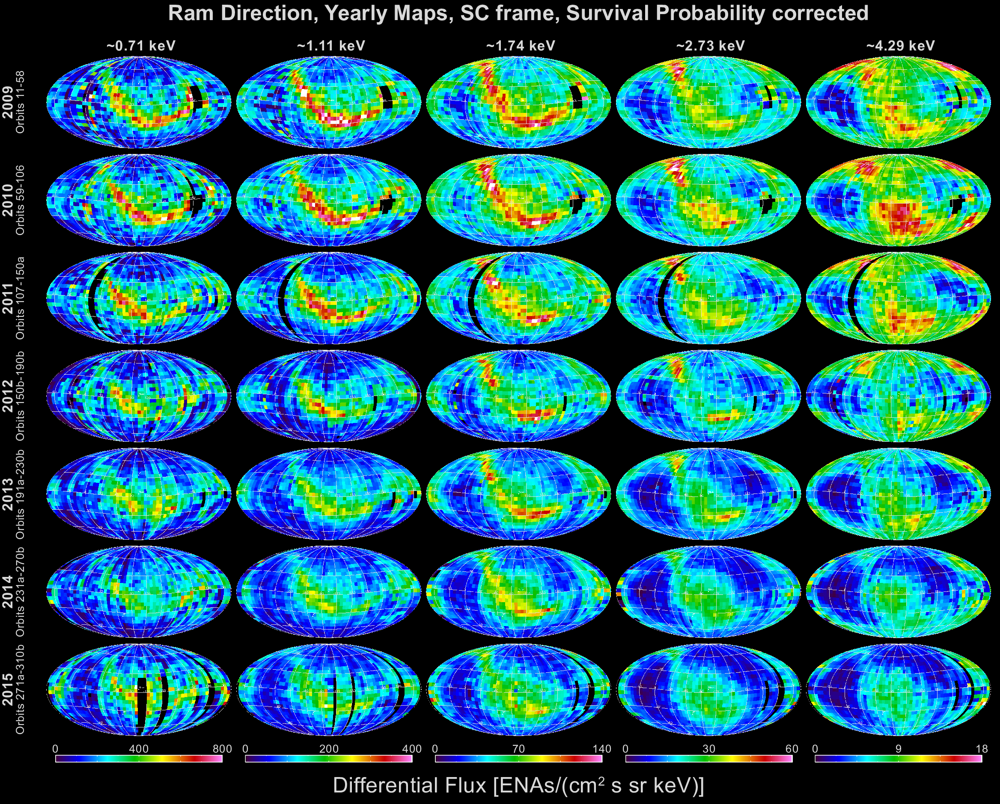 Ram Direction, Yearly Maps, SC frame, Survival Probability corrected
~0.71 keV ~1.11 keV ~1.74 keV ~2.73 keV ~4.29 keV
2009
Orbits 11-58
2010
Orbits 59-106
2011
Orbits 107-150a
2012
Orbits 150b-190b
2013
Orbits 191a-230b
2014
Orbits 231a-270b
2015
Orbits 271a-310b
0 400 800 0 200 400 0 70 140 0 30 60 0 9 18
Differential Flux [ENAs/(cm² s sr keV)]